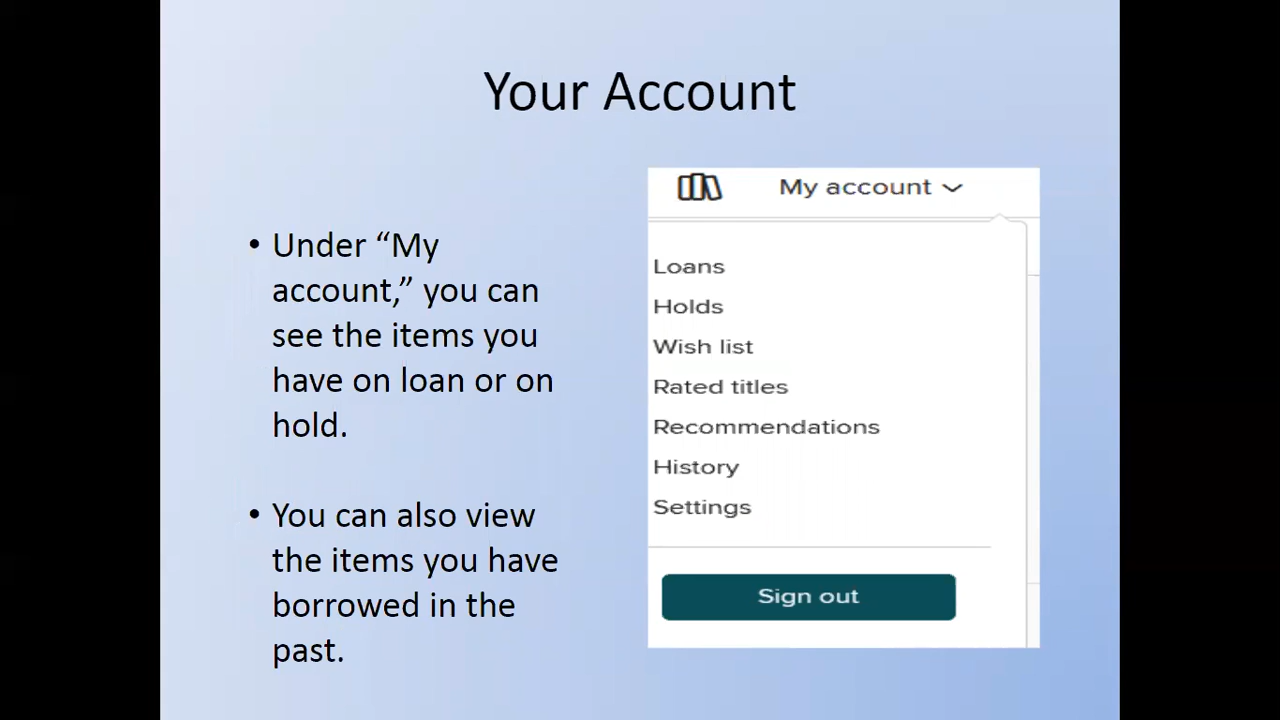 Your Account
• Under “My
account,” you can
see the items you
have on loan or on
hold.
• You can also view
the items you have
borrowed in the
past.
My account
Loans
Holds
Wish list
Rated titles
Recommendations
History
Settings
Sign out